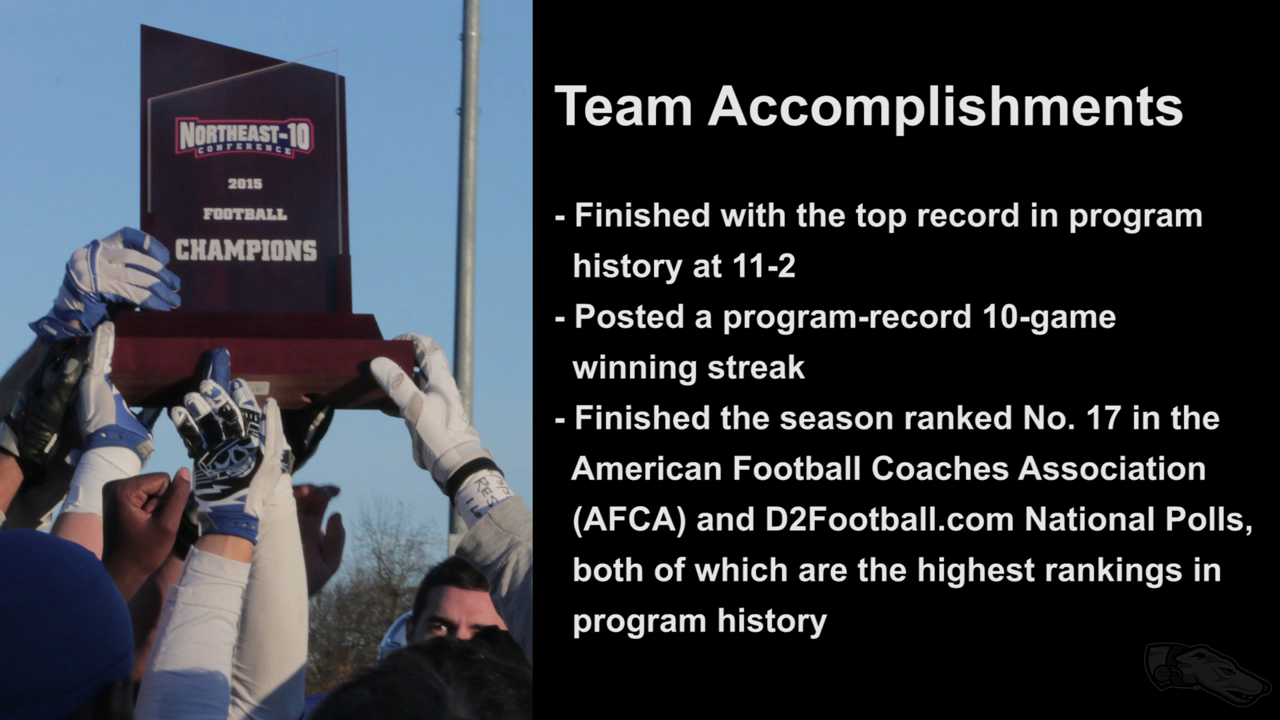 NORTHEAST-10
CONFERENCE
2015
FOOTBALL
CHAMPIONS
Team Accomplishments
- Finished with the top record in program
history at 11-2
- Posted a program-record 10-game
winning streak
- Finished the season ranked No. 17 in the
American Football Coaches Association
(AFCA) and D2Football.com National Polls,
both of which are the highest rankings in
program history